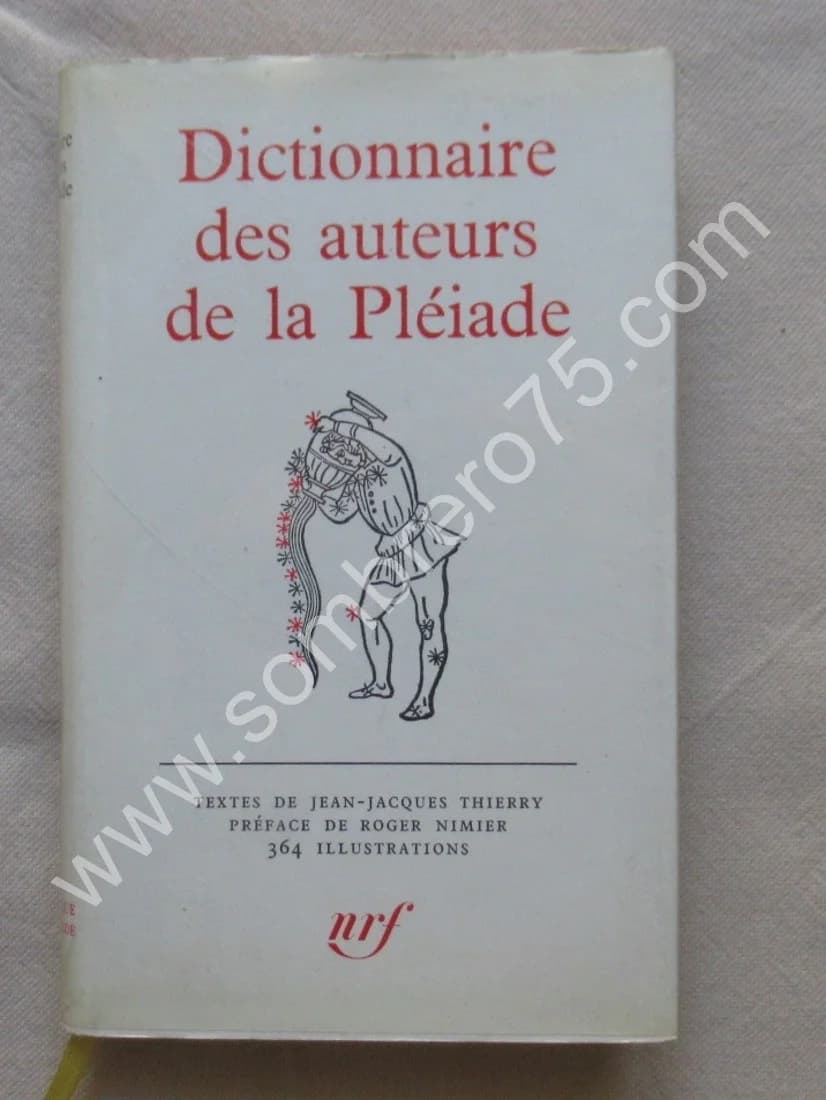 Dictionnaire
des auteurs
de la Pléiade
TEXTES DE JEAN-JACQUES THIERRY
PRÉFACE DE ROGER NIMIER
364 ILLUSTRATIONS
nrf
www.sombrero75.com